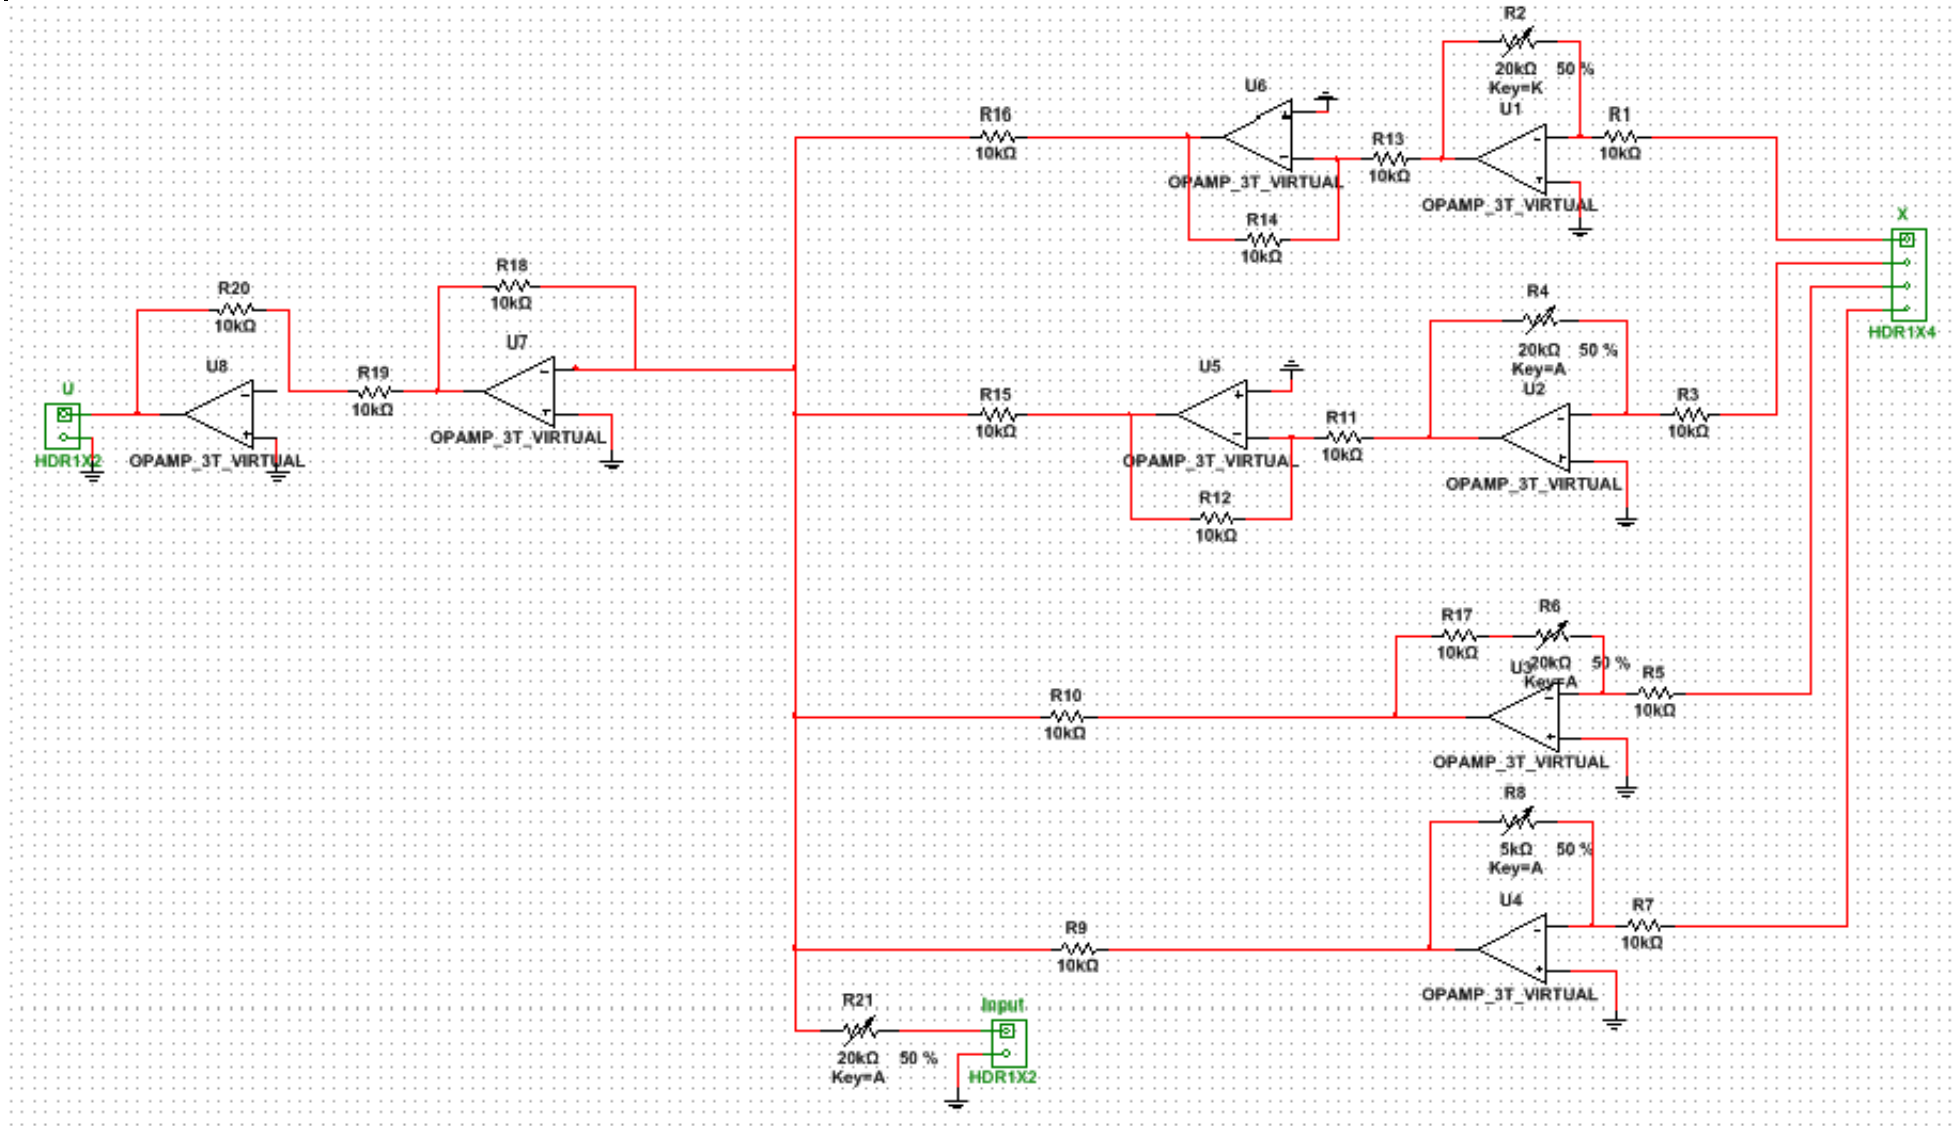 R2
20kΩ 50 %
Key=K
U1
R1
10kΩ
OPAMP_3T_VIRTUAL
U6
R16
10kΩ
R13
10kΩ
OPAMP_3T_VIRTUAL
R14
10kΩ
X
HDR1X4
R18
10kΩ
U7
OPAMP_3T_VIRTUAL
R20
10kΩ
U8
R19
10kΩ
OPAMP_3T_VIRTUAL
U
HDR1X2
R4
20kΩ 50 %
Key=A
U2
R3
10kΩ
OPAMP_3T_VIRTUAL
U5
R15
10kΩ
R11
10kΩ
OPAMP_3T_VIRTUAL
R12
10kΩ
R17
10kΩ
R6
20kΩ 50 %
Key=A
U3
R5
10kΩ
R10
10kΩ
OPAMP_3T_VIRTUAL
R8
5kΩ 50 %
Key=A
U4
R7
10kΩ
R9
10kΩ
OPAMP_3T_VIRTUAL
R21
20kΩ 50 %
Key=A
Input
HDR1X2